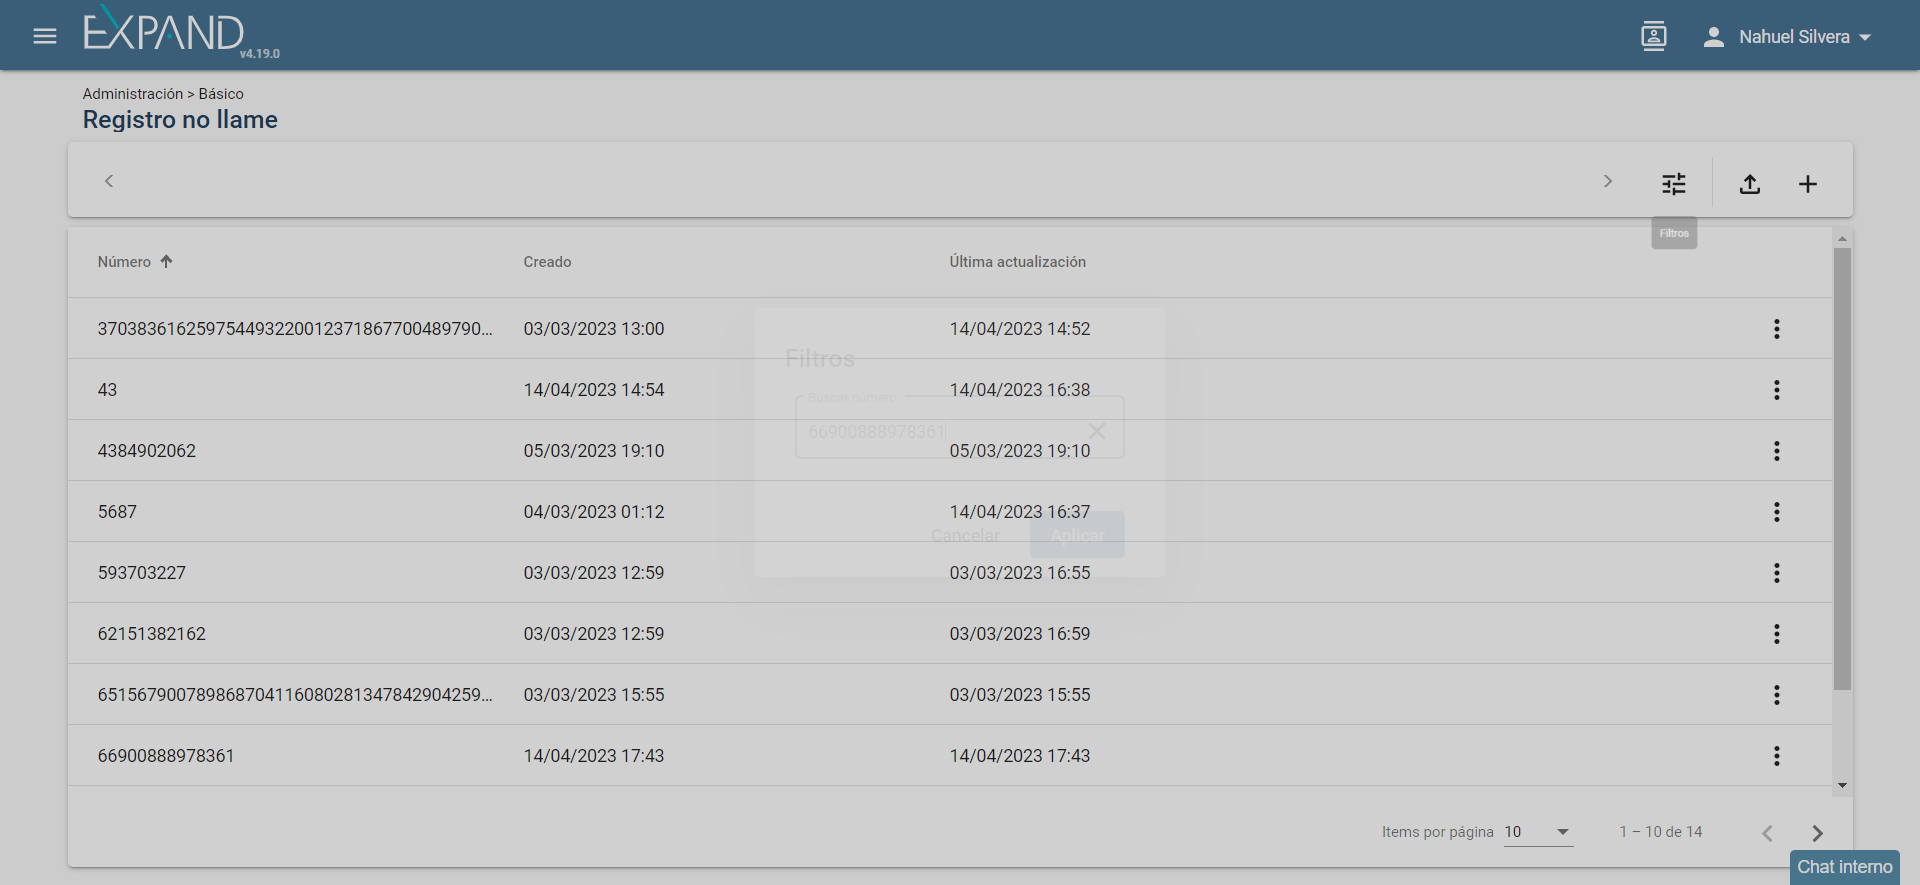 EXPAND
v4.19.0
Nahuel Silvera
Administración > Básico
Registro no llame
Filtros
Número Creado Última actualización
3703836162597544932200123718677004897​90... 03/03/2023 13:00 14/04/2023 14:52
43 14/04/2023 14:54 14/04/2023 16:38
4384902062 05/03/2023 19:10 05/03/2023 19:10
5687 04/03/2023 01:12 14/04/2023 16:37
593703227 03/03/2023 12:59 03/03/2023 16:55
62151382162 03/03/2023 12:59 03/03/2023 16:59
6515679007898687041160802813478429042​59... 03/03/2023 15:55 03/03/2023 15:55
66900888978361 14/04/2023 17:43 14/04/2023 17:43
Filtros
Buscar número
66900888978361
Cancelar Aplicar
Items por página 10 1 – 10 de 14
Chat interno